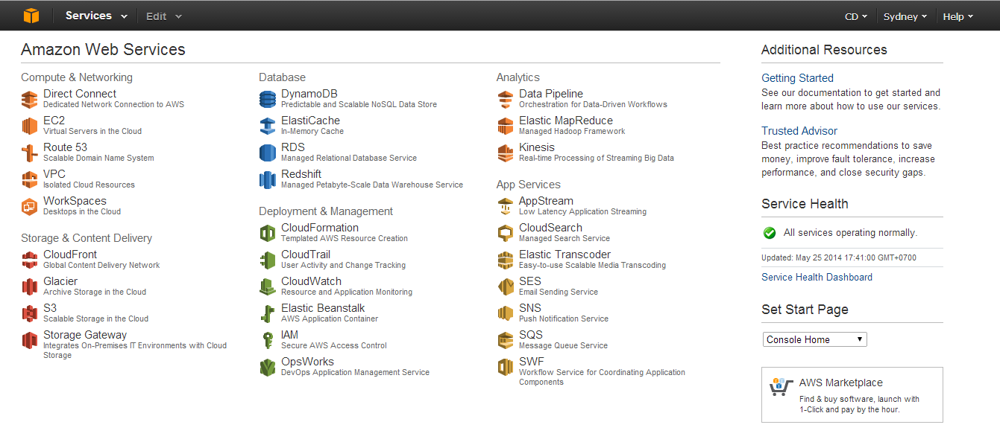 Services
Edit
CD
Sydney
Help
Amazon Web Services
Compute & Networking
Direct Connect
Dedicated Network Connection to AWS
EC2
Virtual Servers in the Cloud
Route 53
Scalable Domain Name System
VPC
Isolated Cloud Resources
WorkSpaces
Desktops in the Cloud
Storage & Content Delivery
CloudFront
Global Content Delivery Network
Glacier
Archive Storage in the Cloud
S3
Scalable Storage in the Cloud
Storage Gateway
Integrates On-Premises IT Environments with Cloud
Storage
Database
DynamoDB
Predictable and Scalable NoSQL Data Store
ElastiCache
In-Memory Cache
RDS
Managed Relational Database Service
Redshift
Managed Petabyte-Scale Data Warehouse Service
Deployment & Management
CloudFormation
Templated AWS Resource Creation
CloudTrail
User Activity and Change Tracking
CloudWatch
Resource and Application Monitoring
Elastic Beanstalk
AWS Application Container
IAM
Secure AWS Access Control
OpsWorks
DevOps Application Management Service
Analytics
Data Pipeline
Orchestration for Data-Driven Workflows
Elastic MapReduce
Managed Hadoop Framework
Kinesis
Real-time Processing of Streaming Big Data
App Services
AppStream
Low Latency Application Streaming
CloudSearch
Managed Search Service
Elastic Transcoder
Easy-to-use Scalable Media Transcoding
SES
Email Sending Service
SNS
Push Notification Service
SQS
Message Queue Service
SWF
Workflow Service for Coordinating Application
Components
Additional Resources
Getting Started
See our documentation to get started and
learn more about how to use our services.
Trusted Advisor
Best practice recommendations to save
money, improve fault tolerance, increase
performance, and close security gaps.
Service Health
All services operating normally.
Updated: May 25 2014 17:41:00 GMT+0700
Service Health Dashboard
Set Start Page
Console Home
AWS Marketplace
Find & buy software, launch with
1-Click and pay by the hour.